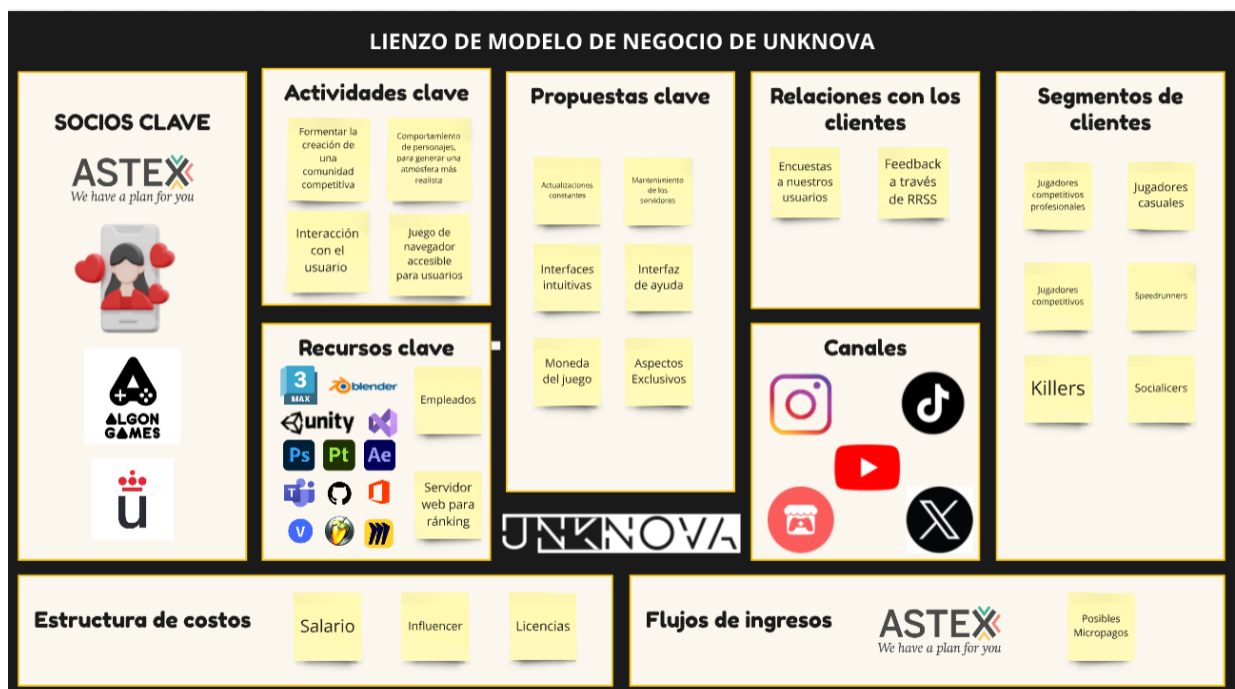 LIENZO DE MODELO DE NEGOCIO DE UNKNOVA
SOCIOS CLAVE
ASTEX
We have a plan for you
ALGON
GAMES
u
Actividades clave
Formentar la
creación de
una
comunidad
competitiva
Comportamiento
de personajes,
para generar una
atmosfera más
realista
Interacción
con el
usuario
Juego de
navegador
accesible
para usuarios
Recursos clave
3
MAX
blender
unity
Ps
Pt
Ae
T
V
Empleados
Servidor
web para
ránking
Propuestas clave
Actualizaciones
constantes
Mantenimiento
de los
servidores
Interfaces
intuitivas
Interfaz
de ayuda
Moneda
del juego
Aspectos
Exclusivos
UNKNOVA
Relaciones con los
clientes
Encuestas
a nuestros
usuarios
Feedback
a través
de RRSS
Canales
X
Segmentos de
clientes
Jugadores
competitivos
profesionales
Jugadores
casuales
Jugadores
competitivos
Speedrunners
Killers
Socialicers
Estructura de costos
Salario
Influencer
Licencias
Flujos de ingresos
ASTEX
We have a plan for you
Posibles
Micropagos